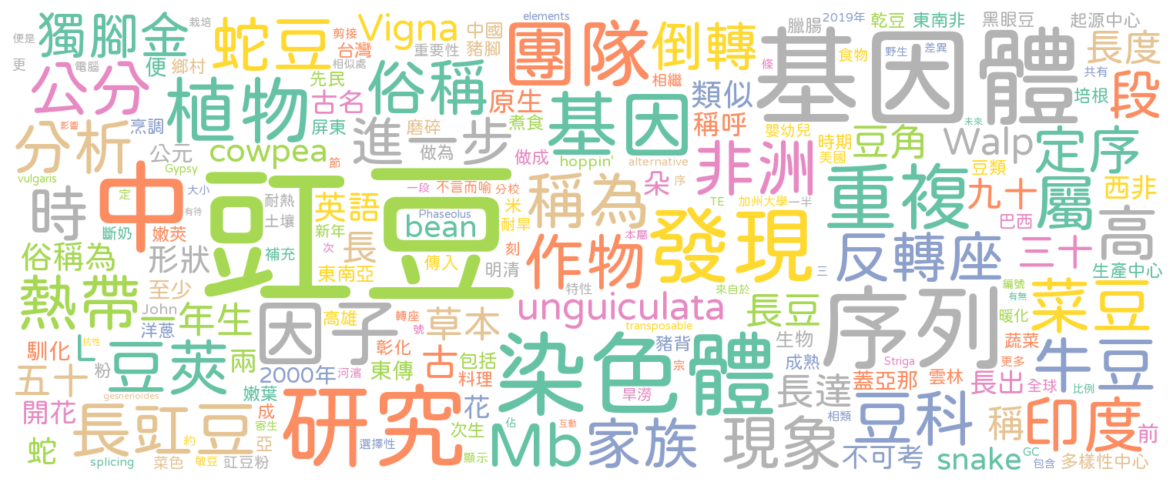 便是
栽培
獨腳金
蛇豆
剪接
台灣
Vigna
重要性
中國
豬腳
elements
團隊
相繼
倒轉
臘腸
2019年
食物
乾豆
野生
東南非
差異
黑眼豆
起源中心
長度
共有
更
電腦
便
鄉村
相似處
先民
俗稱
原生
基因
類似
基因體
條
培根
段
公分
植物
古名
屏東
磨碎
煮食
稱呼
嬰幼兒
時期
美國
未來
豆角
Walp
定序
影響
烹調
分析
公元
cowpea
Gypsy
節
進一步
做為
做成
hoppin'
alternative
非洲
豆類
vulgaris
定
大小
豇豆
耐熱
土壤
英語
一段
不言而喻
分校
Phaseolus
bean
米
耐旱
稱為
朵
序
TE
加州大學
一半
重複
九十
屬
西非
巴西
時
中
有待
斷奶
嫩莢
新年
次
長
補充
東南亞
傳入
本屬
刻
明清
作物
發現
反轉座
三十
高
生產中心
俗稱為
形狀
至少
特性
來自於
三
編號
有無
熱帶
一年生
John
洋蔥
因子
高雄
轉座
號
草本
unguiculata
transposable
長豆
生物
序列
暖化
菜豆
抗性
馴化
L
豆莢
兩
彰化
古
包括
料理
染色體
豬背
宗
旱澇
成熟
Striga
蔬菜
更多
牛豆
五十
粉
gesnerioides
2000年
河濱
東傳
嫩葉
蓋亞那
雲林
長出
全球
比例
開花
長豇豆
成
寄生
研究
花
次生
佔
互動
Mb
家族
長達
現象
相類
豆科
稱
印度
前
蛇
splicing
約
菜色
敏豆
亞
豇豆粉
選擇性
顯示
不可考
snake
GC
包含
多樣性中心